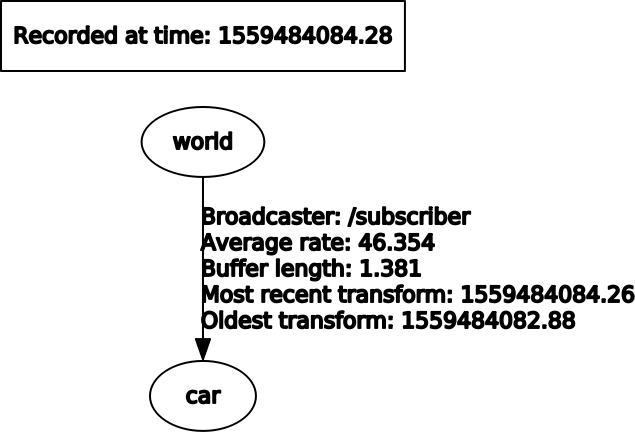 Recorded at time: 1559484084.28
world
Broadcaster: /subscriber
Average rate: 46.354
Buffer length: 1.381
Most recent transform: 1559484084.26
Oldest transform: 1559484082.88
car